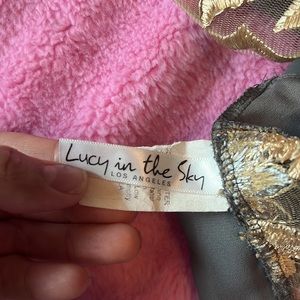 Lucy in the Sky
LOS ANGELES